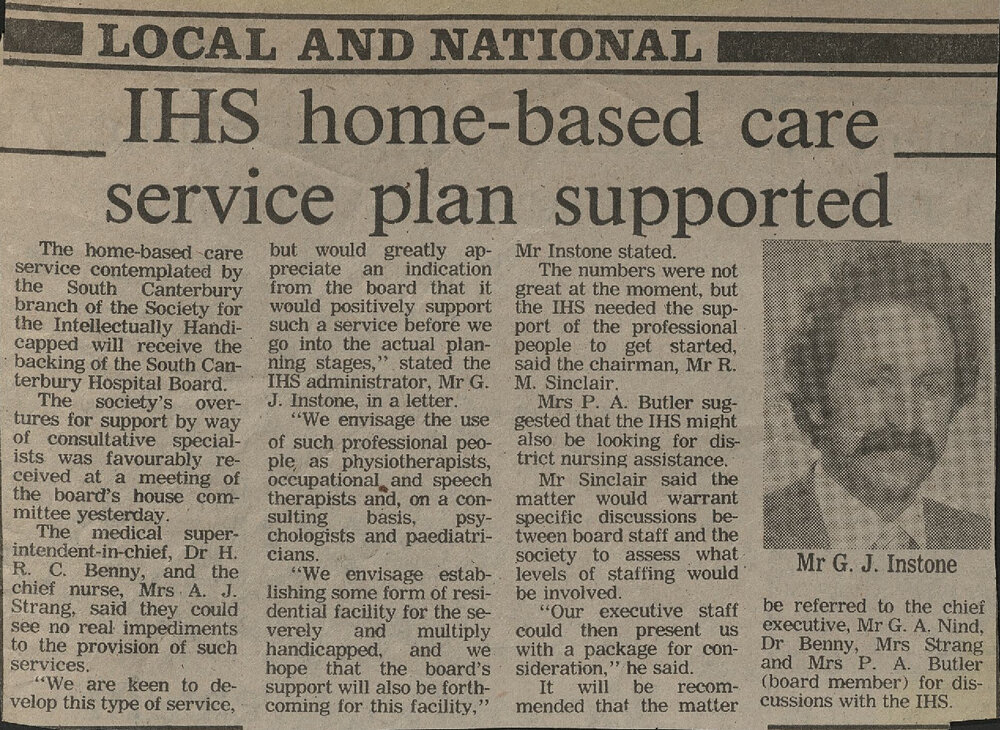 LOCAL AND NATIONAL
IHS home-based care
service plan supported
The home-based care
service contemplated by
the South Canterbury
branch of the Society for
the Intellectually Handi-
capped will receive the
backing of the South Can-
terbury Hospital Board.
The society's over-
tures for support by way
of consultative special-
ists was favourably re-
ceived at a meeting of
the board's house com-
mittee yesterday.
The medical super-
intendent-in-chief, Dr H.
R. C. Benny, and the
chief nurse, Mrs A. J.
Strang, said they could
see no real impediments
to the provision of such
services.
"We are keen to de-
velop this type of service,
but would greatly ap-
preciate an indication
from the board that it
would positively support
such a service before we
go into the actual plan-
ning stages," stated the
IHS administrator, Mr G.
J. Instone, in a letter.
"We envisage the use
of such professional peo-
ple as physiotherapists,
occupational and speech
therapists and, on a con-
sulting basis, psy-
chologists and paediatri-
cians.
"We envisage estab-
lishing some form of resi-
dential facility for the se-
verely and multiply
handicapped, and we
hope that the board's
support will also be forth-
coming for this facility,"
Mr Instone stated.
The numbers were not
great at the moment, but
the IHS needed the sup-
port of the professional
people to get started,
said the chairman, Mr R.
M. Sinclair.
Mrs P. A. Butler sug-
gested that the IHS might
also be looking for dis-
trict nursing assistance.
Mr Sinclair said the
matter would warrant
specific discussions be-
tween board staff and the
society to assess what
levels of staffing would
be involved.
"Our executive staff
could then present us
with a package for con-
sideration," he said.
It will be recom-
mended that the matter
Mr G. J. Instone
be referred to the chief
executive, Mr G. A. Nind,
Dr Benny, Mrs Strang
and Mrs P. A. Butler
(board member) for dis-
cussions with the IHS.